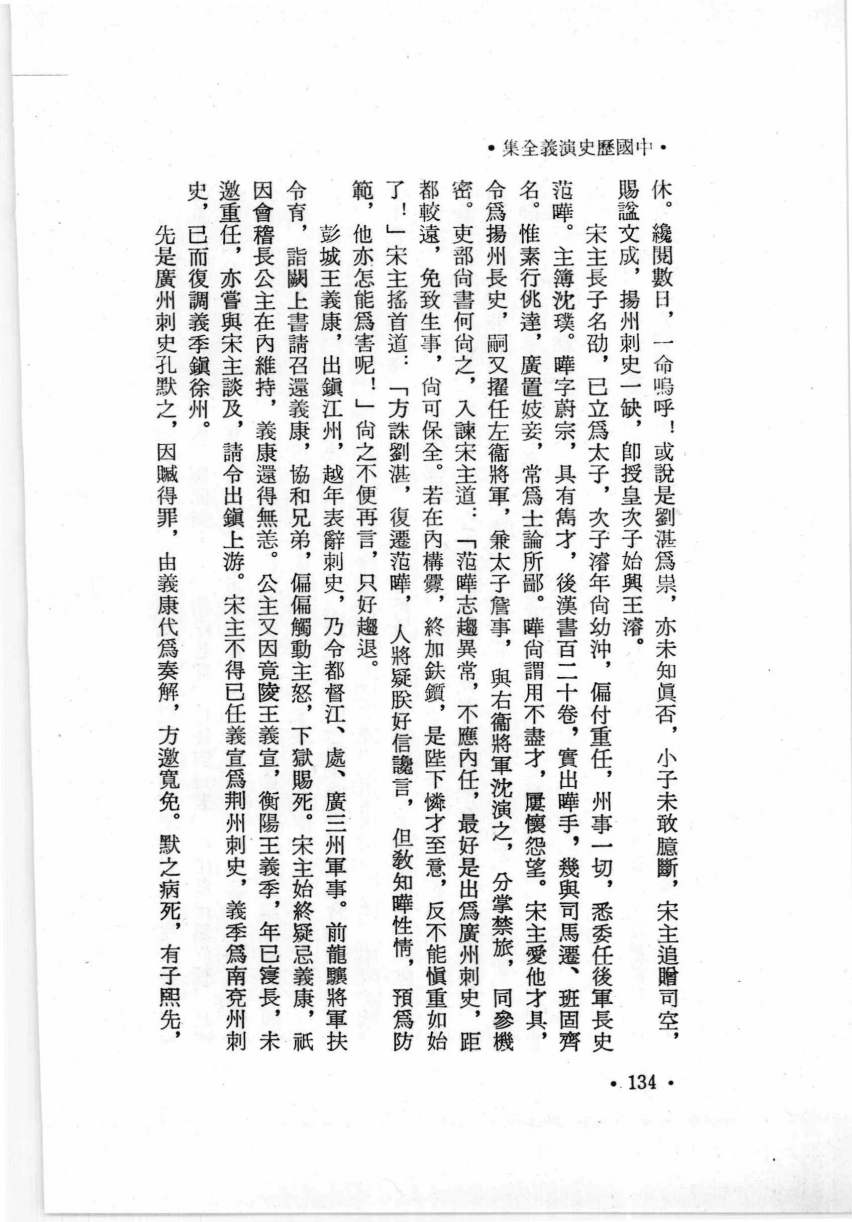 •中國歷史演義全集•
休。纔閱數日，一命嗚呼！或說是劉湛爲祟，亦未知眞否，小子未敢臆斷，宋主追贈司空，
賜諡文成，揚州刺史一缺，卽授皇次子始興王濬。
宋主長子名劭，已立爲太子，次子濬年尙幼沖，偏付重任，州事一切，悉委任後軍長史
范曄。主簿沈璞。曄字蔚宗，具有雋才，後漢書百二十卷，實出曄手，幾與司馬遷、班固齊
名。惟素行佻達，廣置妓妾，常爲士論所鄙。曄尙謂用不盡才，屢懷怨望。宋主愛他才具，
令爲揚州長史，嗣又擢任左衞將軍，兼太子詹事，與右衞將軍沈演之，分掌禁旅，同參機
密。吏部尙書何尙之，入諫宋主道：「范曄志趨異常，不應內任，最好是出爲廣州刺史，距
都較遠，免致生事，尙可保全。若在內構釁，終加鈇鑕，是陛下憐才至意，反不能愼重如始
了！」宋主搖首道：「方誅劉湛，復遷范曄，人將疑朕好信讒言，但敎知曄性情，預爲防
範，他亦怎能爲害呢！」尙之不便再言，只好趨退。
彭城王義康，出鎭江州，越年表辭刺史，乃令都督江、處、廣三州軍事。前龍驤將軍扶
令育，詣闕上書請召還義康，協和兄弟，偏偏觸動主怒，下獄賜死。宋主始終疑忌義康，祇
因會稽長公主在內維持，義康還得無恙。公主又因竟陵王義宣，衡陽王義季，年已寖長，未
邀重任，亦嘗與宋主談及，請令出鎭上游。宋主不得已任義宣爲荆州刺史，義季爲南兗州刺
史，已而復調義季鎭徐州。
先是廣州刺史孔默之，因贓得罪，由義康代爲奏解，方邀寬免。默之病死，有子熙先，
•134•